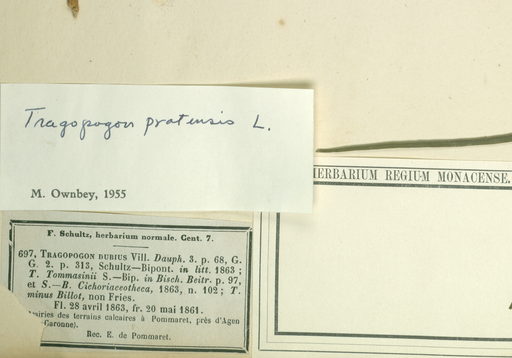 Tragopogon pratensis L.
M. Ownbey, 1955
HERBARIUM REGIUM MONACENSE.
F. Schultz, herbarium normale. Cent. 7.
697, TRAGOPOGON DUBIUS Vill. Dauph. 3. p. 68, G.
G. 2. p. 313, Schultz—Bipont. in litt. 1863 ;
T. Tommasinii S.—Bip. in Bisch. Beitr. p. 97,
et S.—B. Cichoriaceotheca, 1863, n. 102 ; T.
minus Billot, non Fries.
Fl. 28 avril 1863, fr. 20 mai 1861.
des terrains calcaires à Pommaret, près d'Agen
Garonne).
Rec. E. de Pommaret.